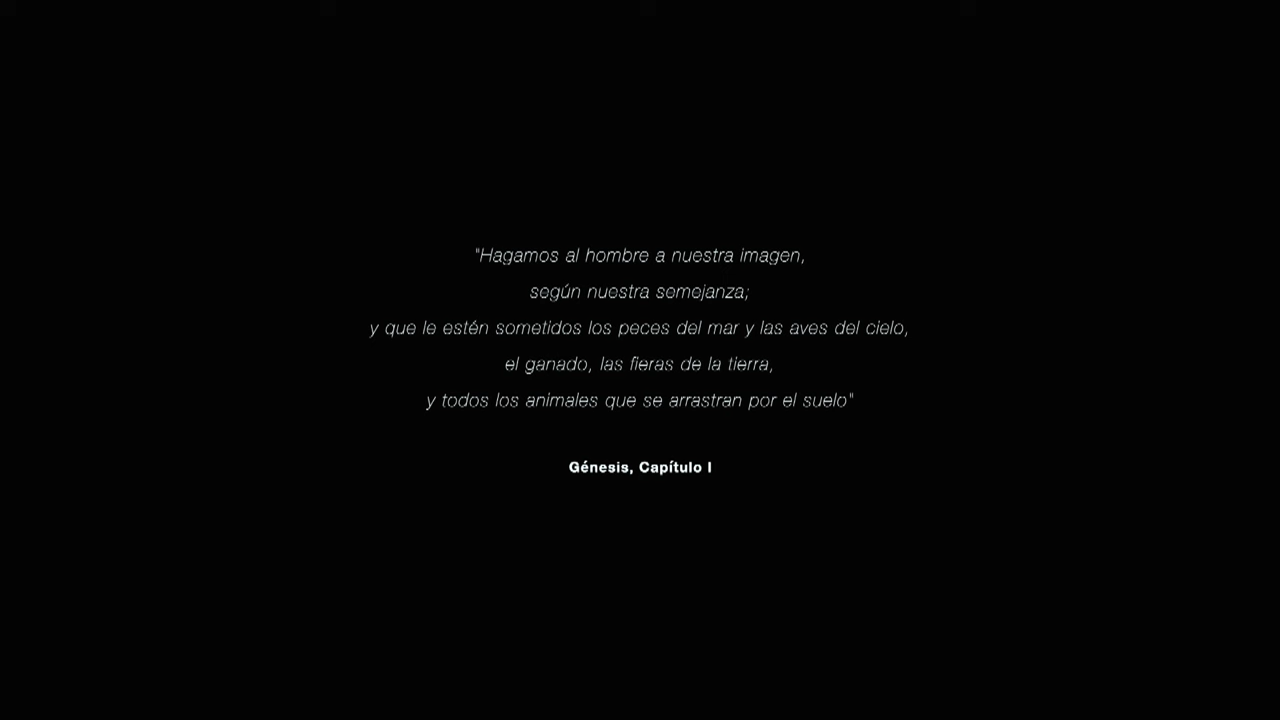 "Hagamos al hombre a nuestra imagen,
según nuestra semejanza;
y que le estén sometidos los peces del mar y las aves del cielo,
el ganado, las fieras de la tierra,
y todos los animales que se arrastran por el suelo"
Génesis, Capítulo I